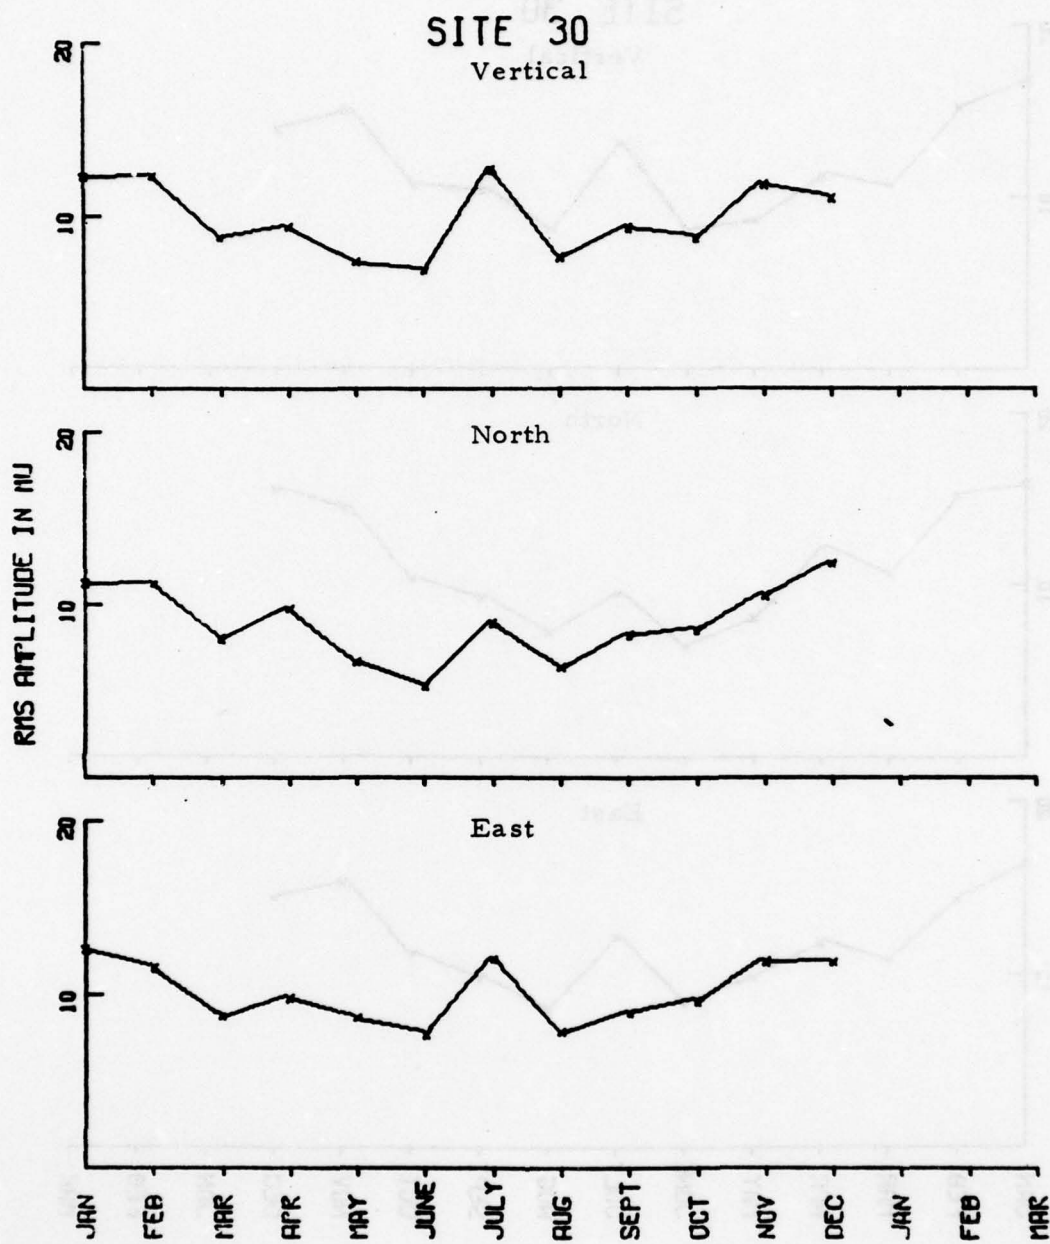 SITE 30
Vertical
20
10
North
20
10
RMS AMPLITUDE IN MU
East
20
10
JAN FEB MAR APR MAY JUNE JULY AUG SEPT OCT NOV DEC JAN FEB MAR